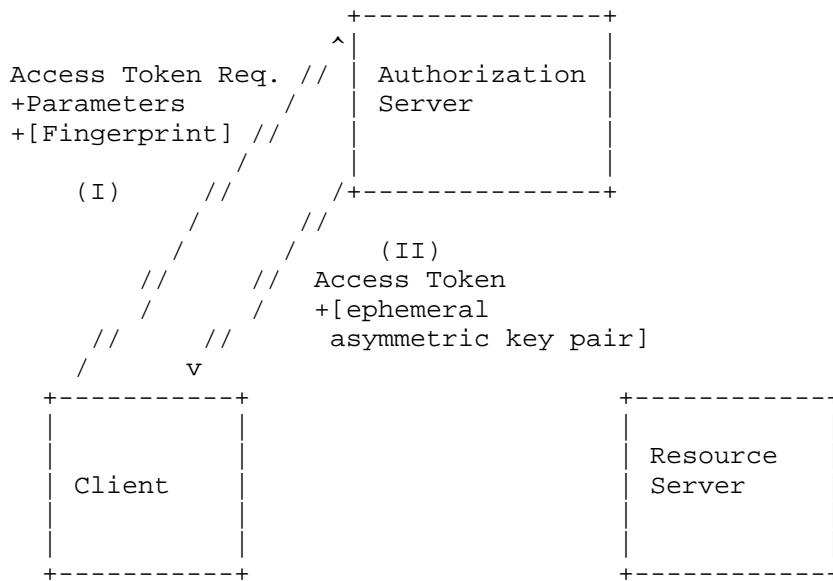 Access Token Req.
+Parameters
+[Fingerprint]
Authorization
Server
(I)
(II)
Access Token
+[ephemeral
asymmetric key pair]
Client
Resource
Server